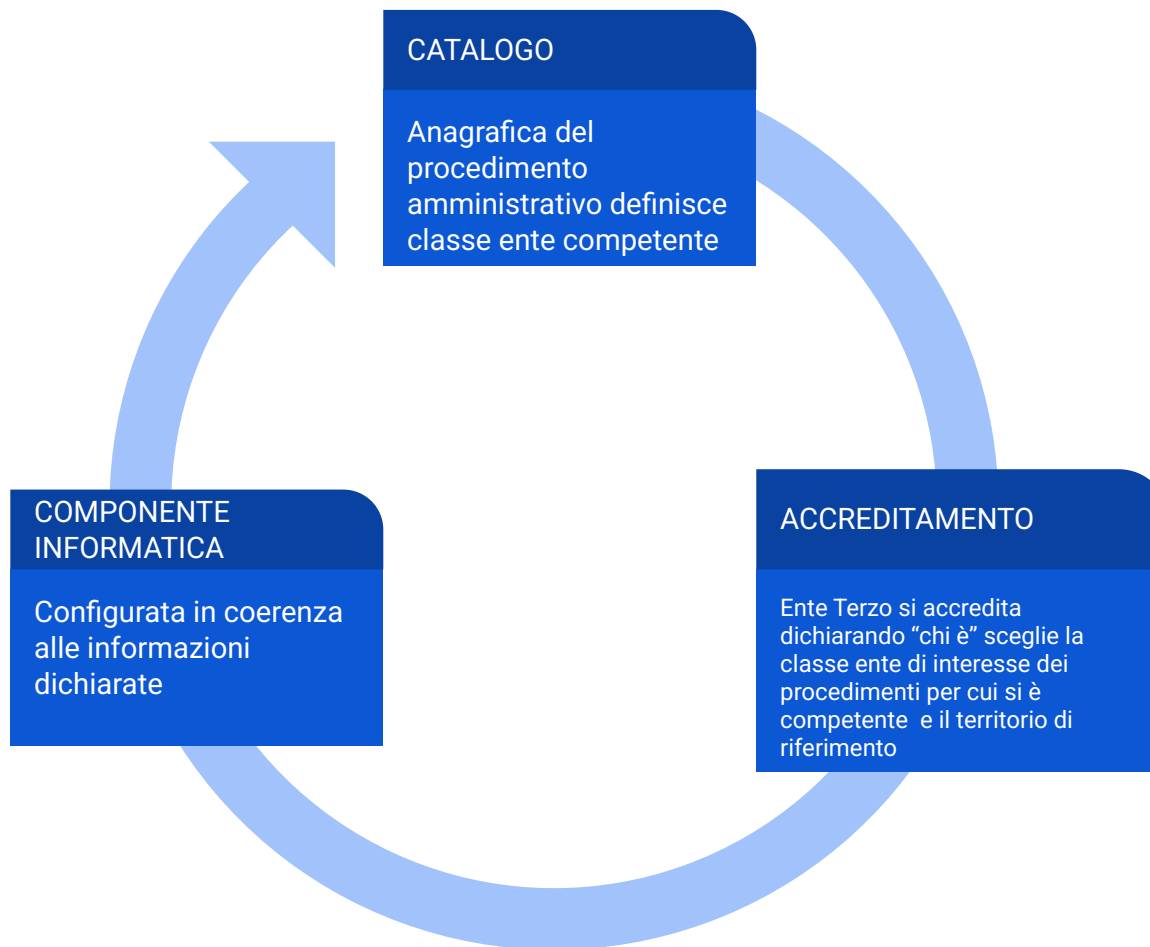 CATALOGO
Anagrafica del
procedimento
amministrativo definisce
classe ente competente
ACCREDITAMENTO
Ente Terzo si accredita
dichiarando “chi è” sceglie la
classe ente di interesse dei
procedimenti per cui si è
competente  e il territorio di
riferimento
COMPONENTE
INFORMATICA
Configurata in coerenza
alle informazioni
dichiarate